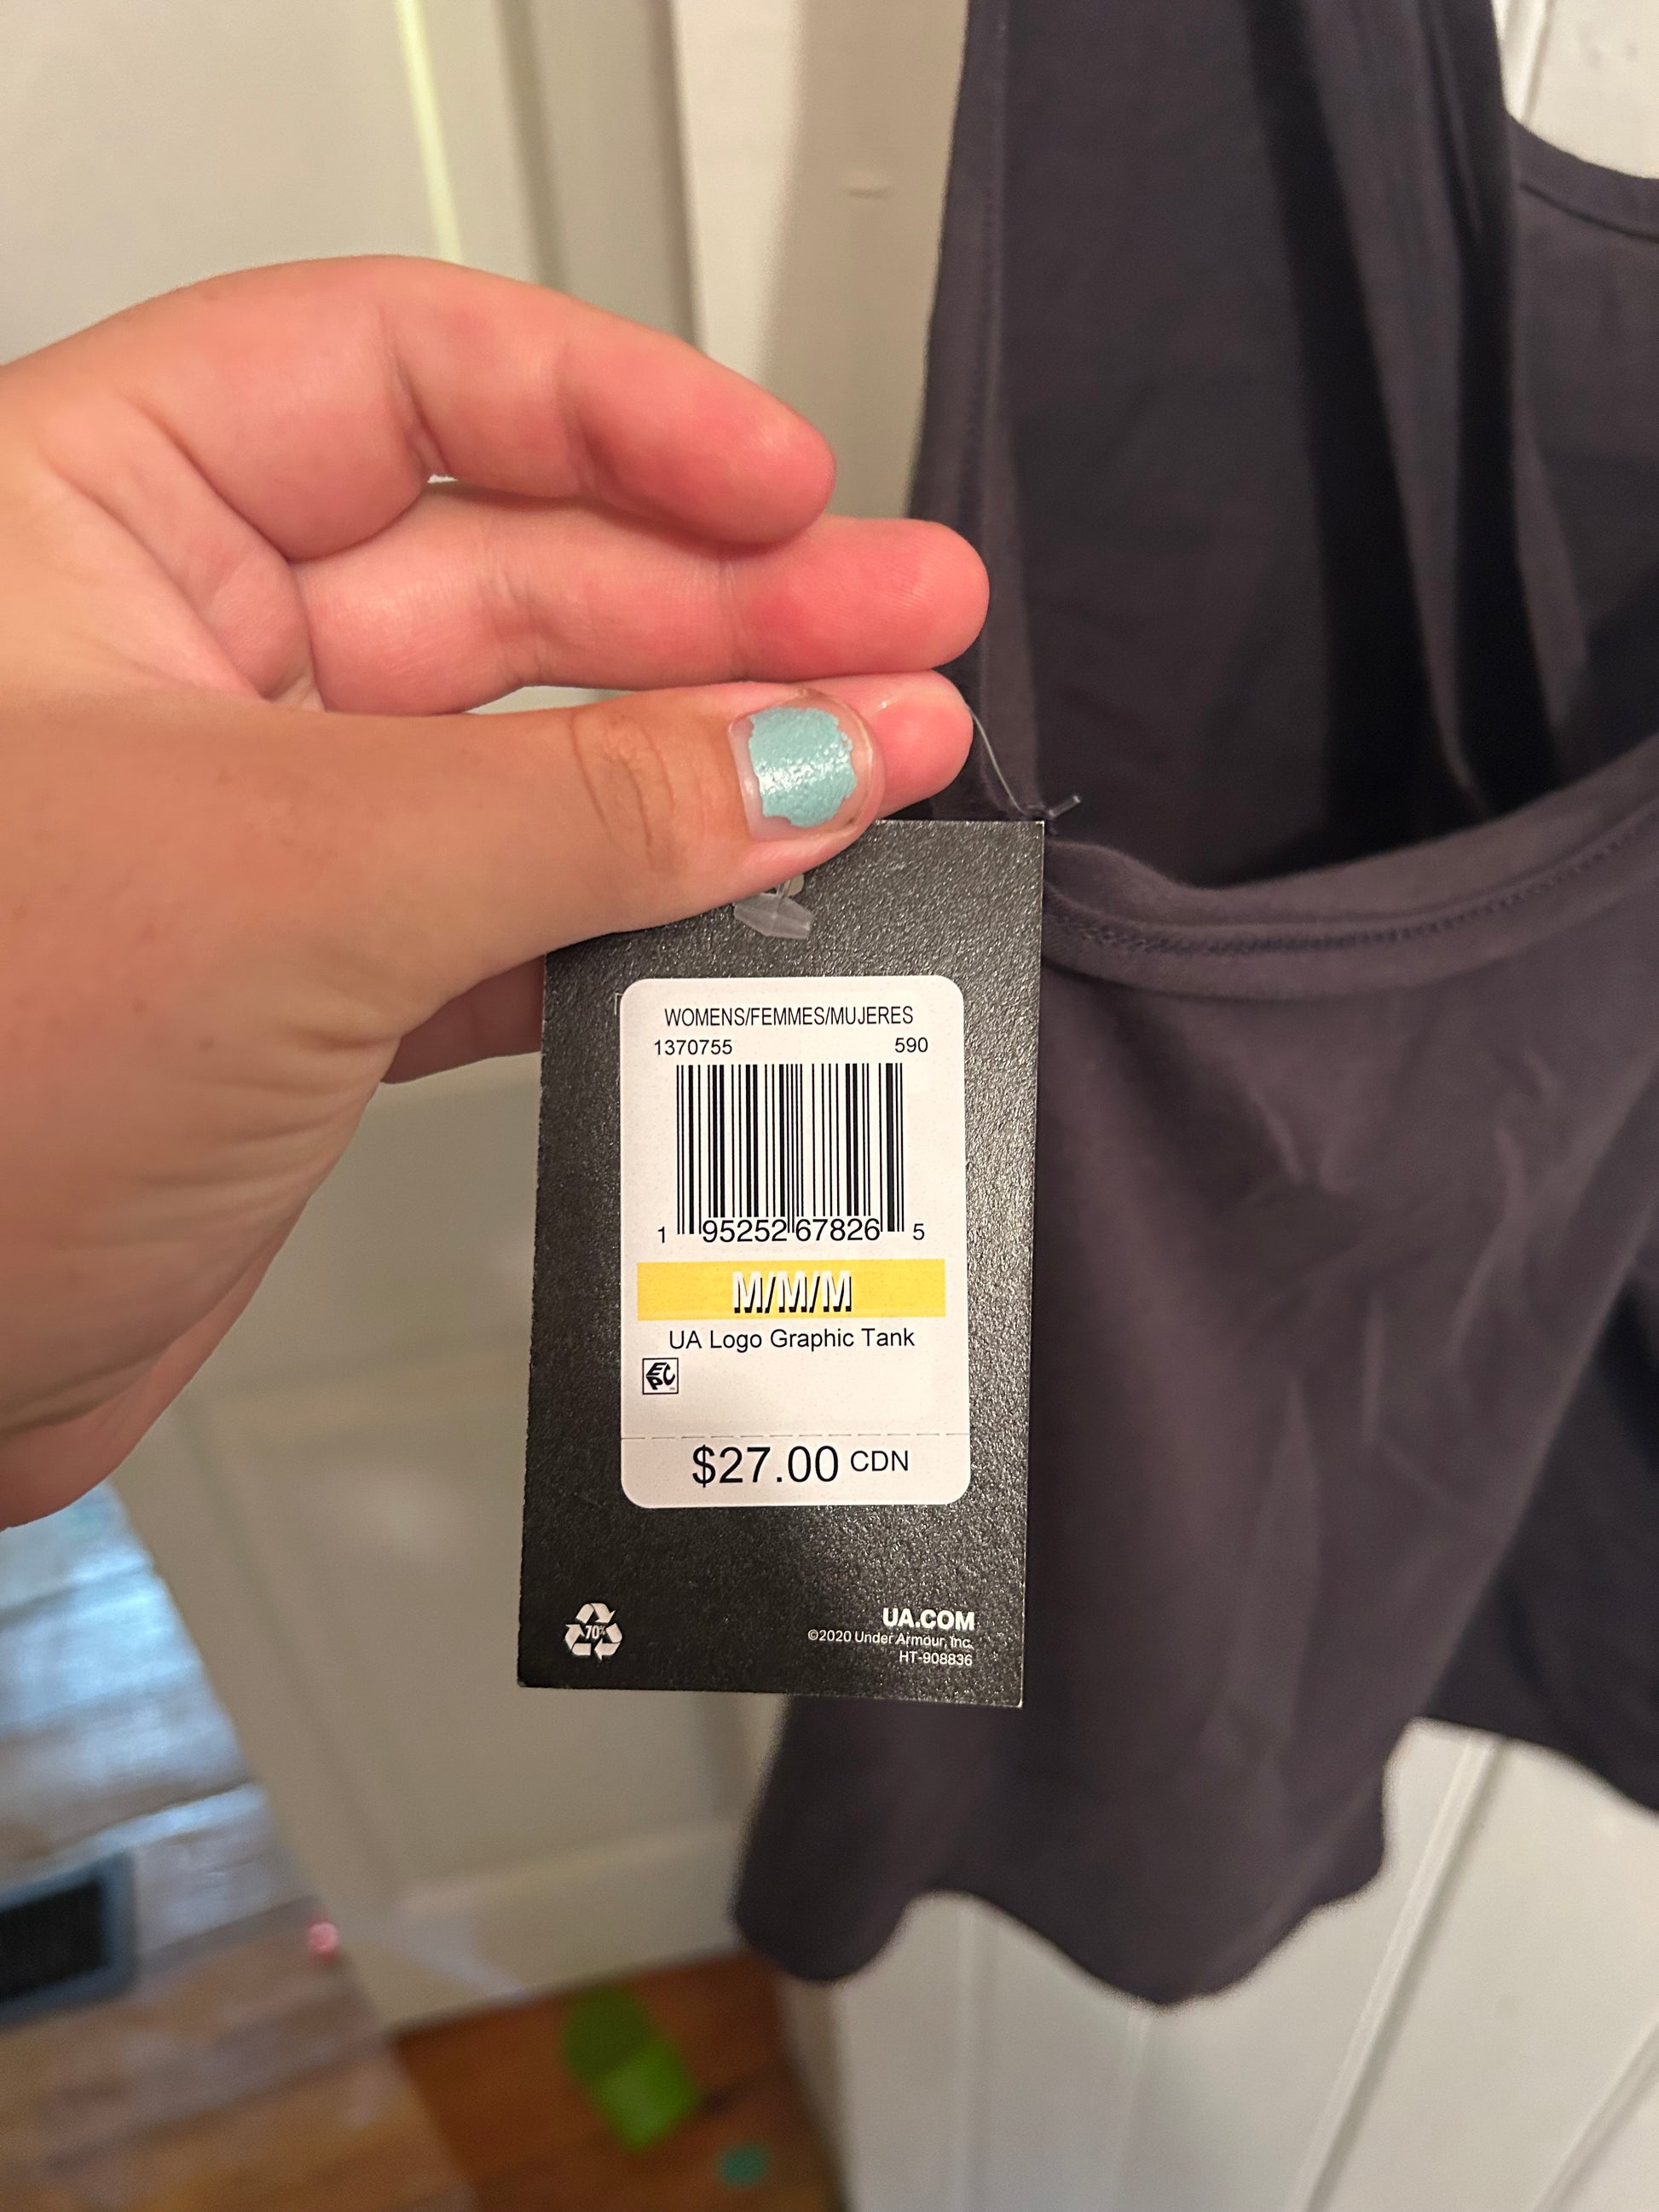 WOMENS/FEMMES/MUJERES
1370755 590
1 95252 67826 5
M/M/M
UA Logo Graphic Tank
EPC
$27.00 CDN
70%
UA.COM
©2020 Under Armour, Inc.
HT-908836